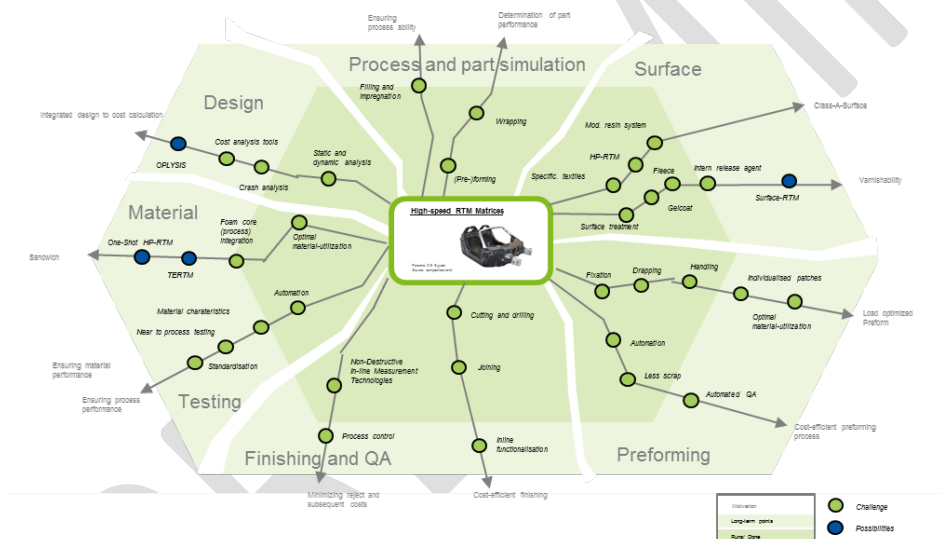 Ensuring
process ability
Determination of part
performance
Process and part simulation
Surface
Design
Filling and
impregnation
Wrapping
(Pre-)forming
Integrated design to cost calculation
Cost analysis tools
OPLYSIS
Crash analysis
Static and
dynamic analysis
Mod. resin system
Class-A-Surface
HP-RTM
Specific. textiles
Fleece
Intern release agent
Varnishability
Surface-RTM
Gelcoat
Surface treatment
Material
High-speed RTM Matrices
Foam core
(process)
integration
One-Shot HP-RTM
Optimal
material-utilization
Sandwich
TERTM
Automation
Material charateristics
Near to process testing
Standardisation
Ensuring material
performance
Ensuring process
performance
Testing
Fixation
Drapping
Handling
Individualised patches
Optimal
material-utilization
Load optimized
Preform
Cutting and drilling
Automation
Joining
Less scrap
Automated QA
Cost-efficient preforming
process
Non-Destructive
In-line Measurement
Technologies
Process control
Inline
functionalisation
Finishing and QA
Preforming
Minimizing reject and
subsequent costs
Cost-efficient finishing
Motivation
Long-term points
Runs/ Done
Challenge
Possibilities